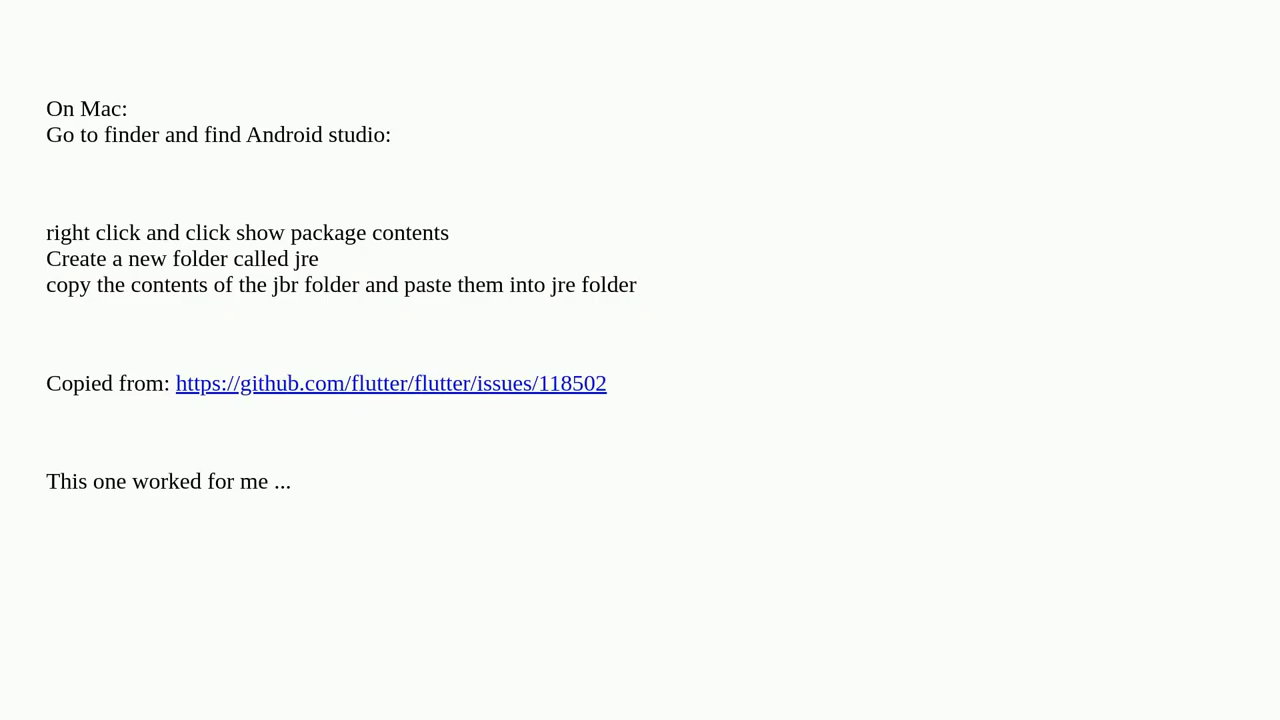 On Mac:
Go to finder and find Android studio:
right click and click show package contents
Create a new folder called jre
copy the contents of the jbr folder and paste them into jre folder
Copied from: https://github.com/flutter/flutter/issues/118502
This one worked for me ...